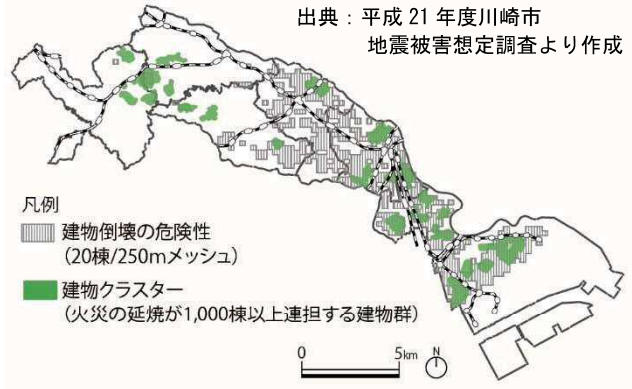 出典：平成 21 年度川崎市
地震被害想定調査より作成
凡例
建物倒壊の危険性
（20棟/250mメッシュ）
建物クラスター
（火災の延焼が1,000棟以上連担する建物群）
0 5km N